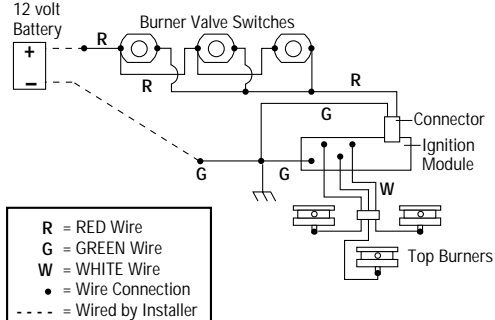 12 volt
Battery
Burner Valve Switches
+
−
R
R
R
G
Connector
Ignition
Module
G
G
W
Top Burners
R = RED Wire
G = GREEN Wire
W = WHITE Wire
• = Wire Connection
---- = Wired by Installer